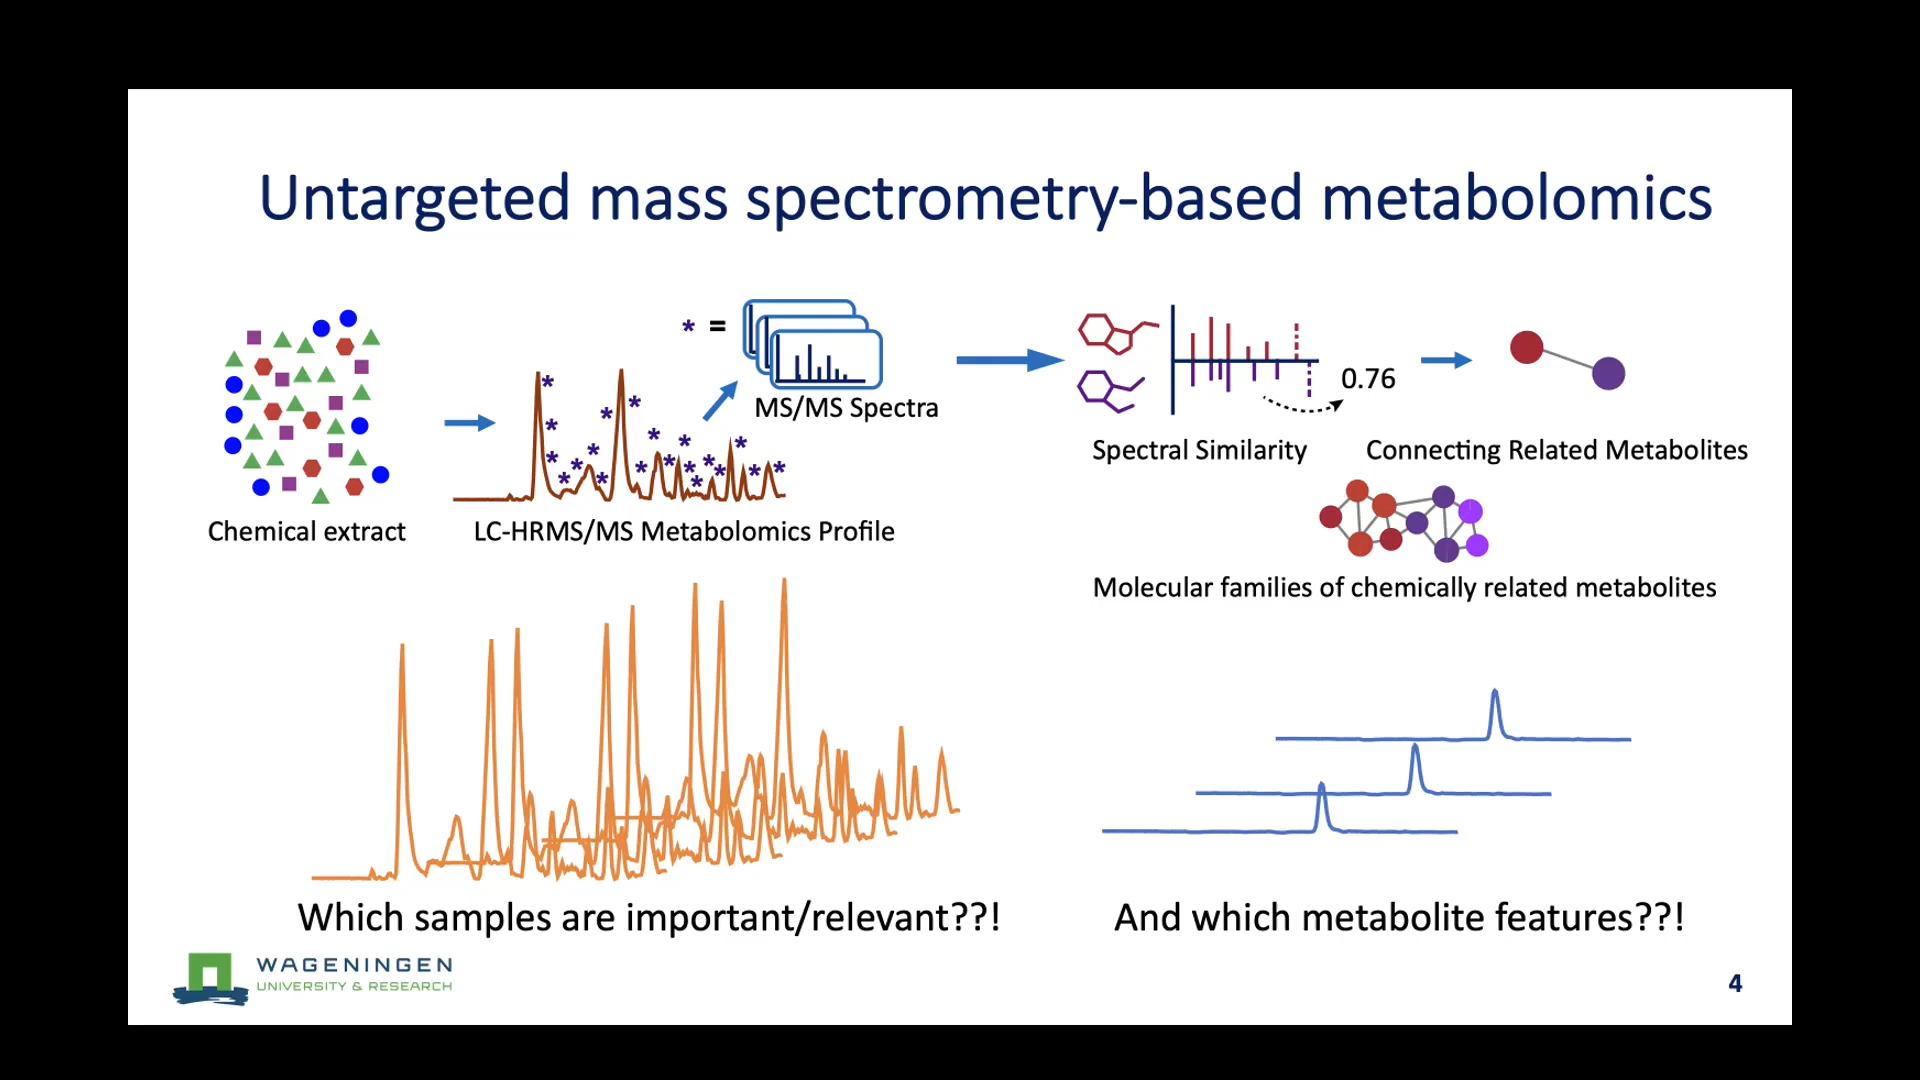 Untargeted mass spectrometry-based metabolomics
* =
MS/MS Spectra
0.76
Spectral Similarity
Connecting Related Metabolites
Chemical extract
LC-HRMS/MS Metabolomics Profile
Molecular families of chemically related metabolites
Which samples are important/relevant??!
And which metabolite features??!
WAGENINGEN
UNIVERSITY & RESEARCH
4